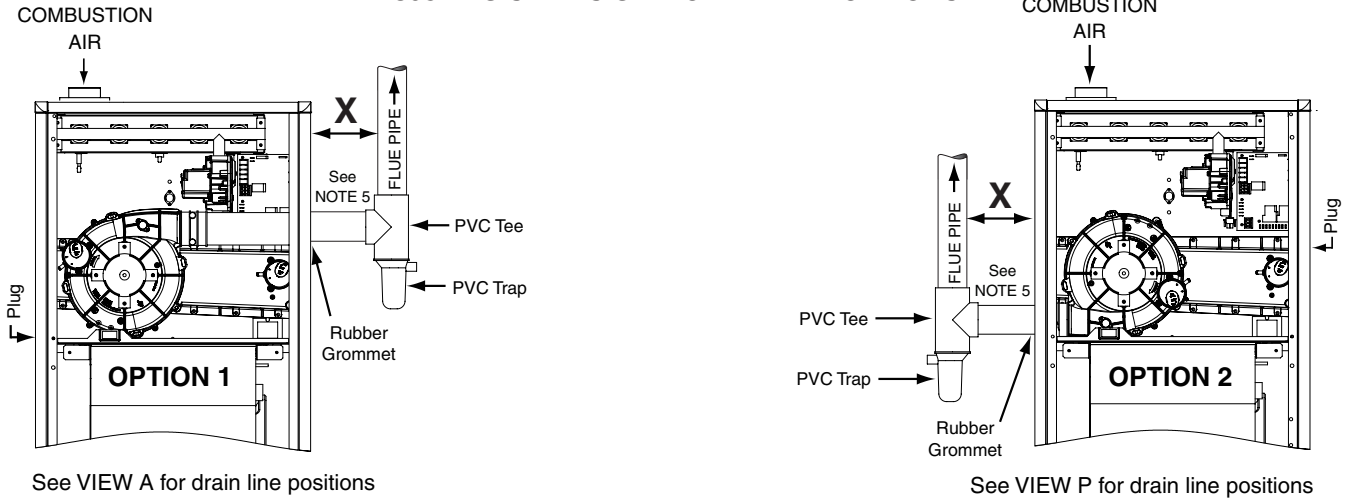 COMBUSTION
AIR
X
FLUE PIPE
See
NOTE 5
PVC Tee
PVC Trap
Rubber
Grommet
Plug
OPTION 1
See VIEW A for drain line positions
COMBUSTION
AIR
X
FLUE PIPE
See
NOTE 5
PVC Tee
PVC Trap
Rubber
Grommet
Plug
OPTION 2
See VIEW P for drain line positions